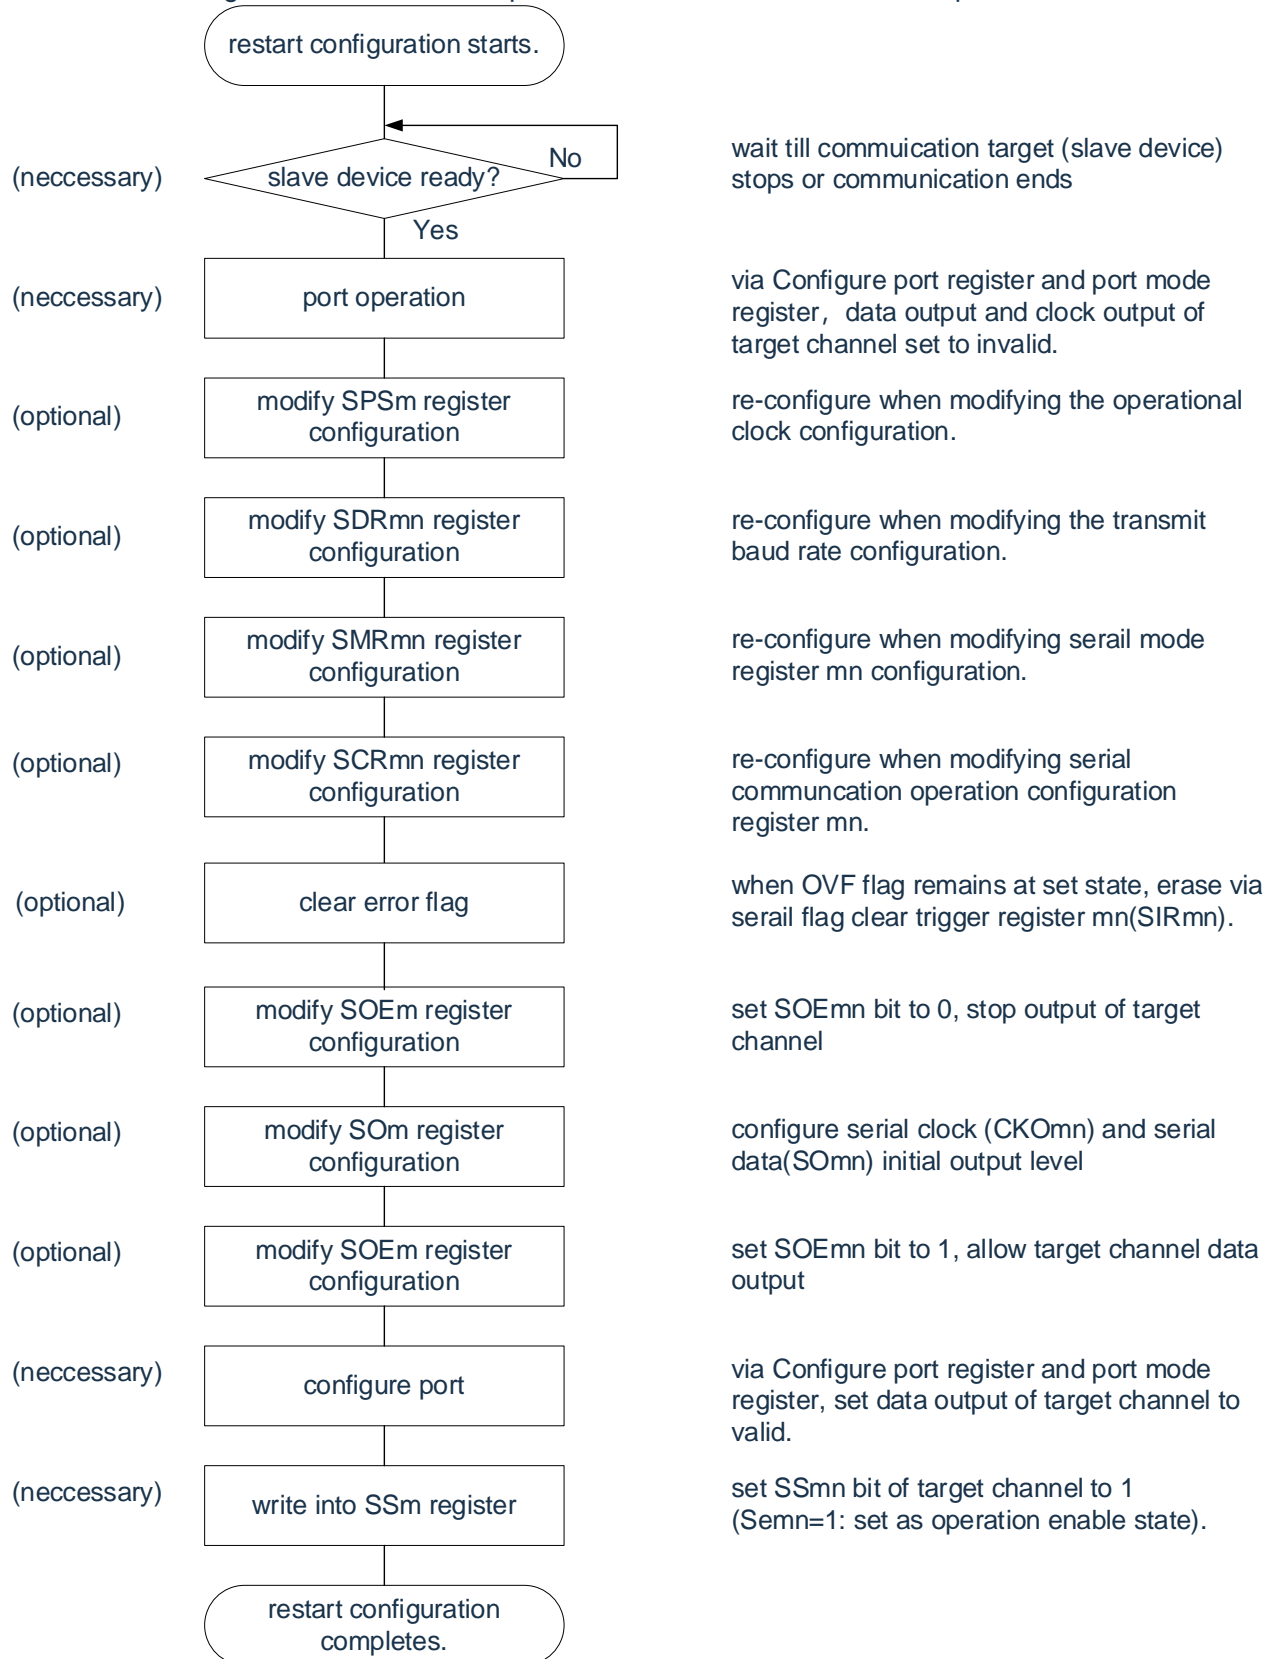 restart configuration starts.
No
(neccessary)
slave device ready?
wait till commuication target (slave device)
stops or communication ends
Yes
(neccessary)
port operation
via Configure port register and port mode
register，data output and clock output of
target channel set to invalid.
(optional)
modify SPSm register
configuration
re-configure when modifying the operational
clock configuration.
(optional)
modify SDRmn register
configuration
re-configure when modifying the transmit
baud rate configuration.
(optional)
modify SMRmn register
configuration
re-configure when modifying serail mode
register mn configuration.
(optional)
modify SCRmn register
configuration
re-configure when modifying serial
communcation operation configuration
register mn.
(optional)
clear error flag
when OVF flag remains at set state, erase via
serail flag clear trigger register mn(SIRmn).
(optional)
modify SOEm register
configuration
set SOEmn bit to 0, stop output of target
channel
(optional)
modify SOm register
configuration
configure serial clock (CKOmn) and serial
data(SOmn) initial output level
(optional)
modify SOEm register
configuration
set SOEmn bit to 1, allow target channel data
output
(neccessary)
configure port
via Configure port register and port mode
register, set data output of target channel to
valid.
(neccessary)
write into SSm register
set SSmn bit of target channel to 1
(Semn=1: set as operation enable state).
restart configuration
completes.